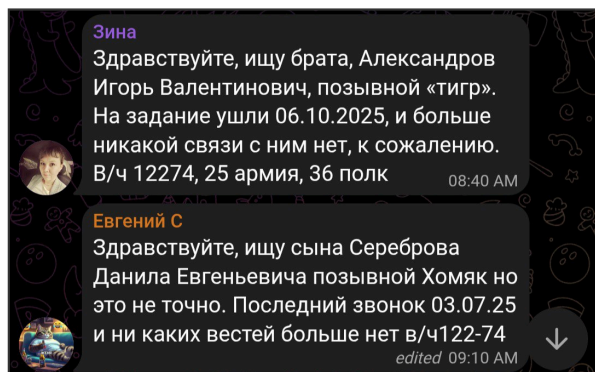 Зина
Здравствуйте, ищу брата, Александров
Игорь Валентинович, позывной «тигр».
На задание ушли 06.10.2025, и больше
никакой связи с ним нет, к сожалению.
В/ч 12274, 25 армия, 36 полк
08:40 AM
Евгений С
Здравствуйте, ищу сына Сереброва
Данила Евгеньевича позывной Хомяк но
это не точно. Последний звонок 03.07.25
и ни каких вестей больше нет в/ч122-74
edited 09:10 AM